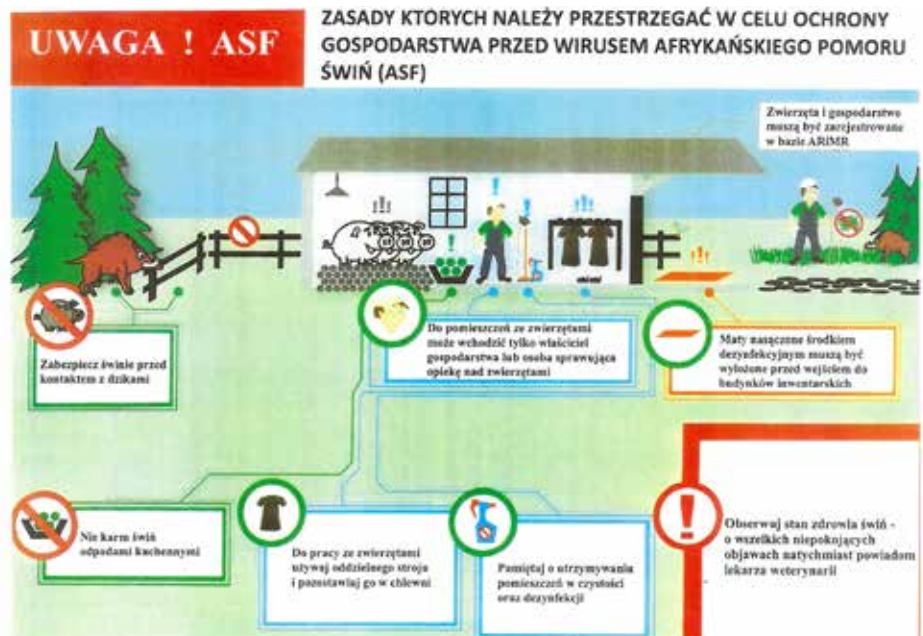 UWAGA ! ASF
ZASADY KTÓRYCH NALEŻY PRZESTRZEGAĆ W CELU OCHRONY
GOSPODARSTWA PRZED WIRUSEM AFRYKAŃSKIEGO POMORU
ŚWIŃ (ASF)
Zwierzęta i gospodarstwo
muszą być zarejestrowane
w bazie ARiMR
Zabezpiecz świnie przed
kontaktem z dzikami
Do pomieszczeń ze zwierzętami
może wchodzić tylko właściciel
gospodarstwa lub osoba sprawująca
opiekę nad zwierzętami
Maty nasączone środkiem
dezynfekcyjnym muszą być
wyłożone przed wejściem do
budynków inwentarskich
Nie karm świń
odpadami kuchennymi
Do pracy ze zwierzętami
używaj oddzielnego stroju
i pozostawiaj go w chlewni
Pamiętaj o utrzymywaniu
pomieszczeń w czystości
oraz dezynfekcji
Obserwuj stan zdrowia świń -
o wszelkich niepokojących
objawach natychmiast powiadom
lekarza weterynarii